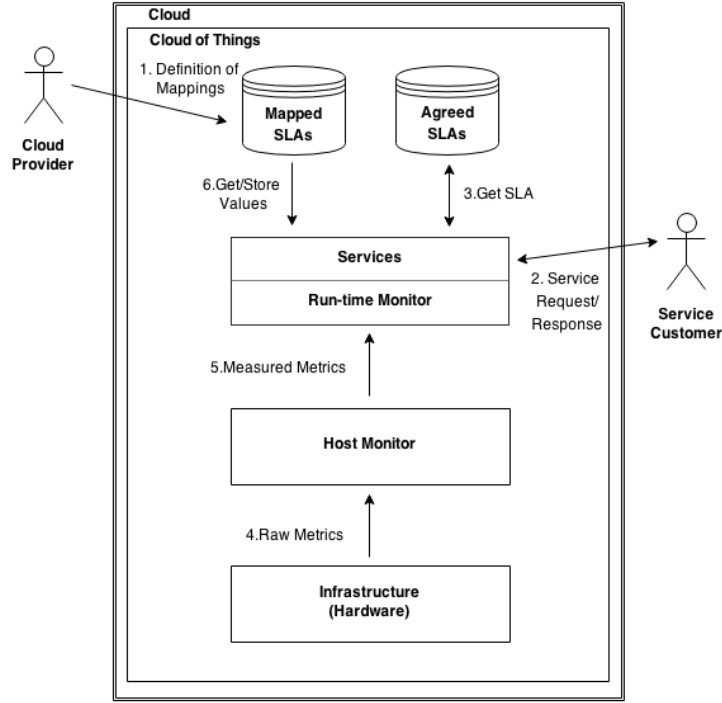 Cloud
Cloud of Things
1. Definition of
Mappings
Mapped
SLAs
Agreed
SLAs
Cloud
Provider
6.Get/Store
Values
3.Get SLA
Services
Run-time Monitor
2. Service
Request/
Response
Service
Customer
5.Measured Metrics
Host Monitor
4.Raw Metrics
Infrastructure
(Hardware)